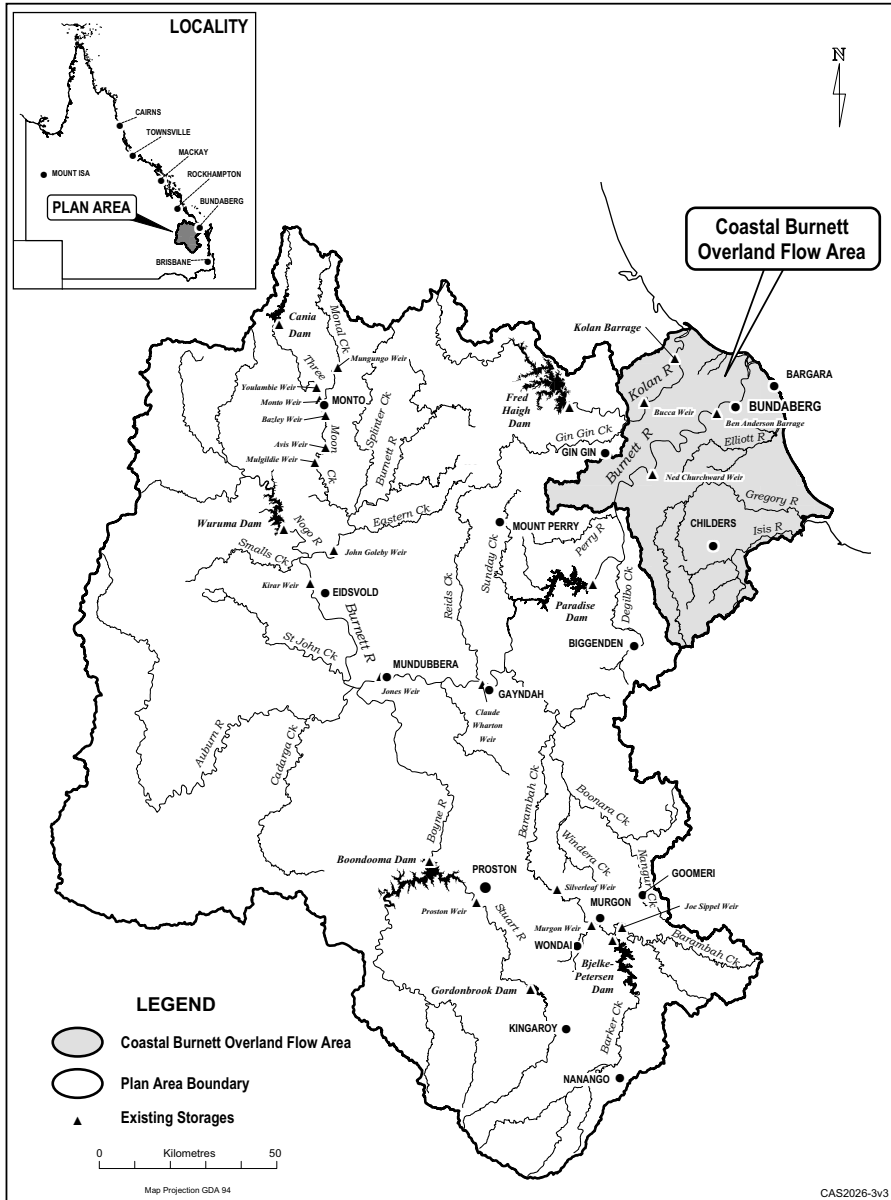 LOCALITY
CAIRNS
TOWNSVILLE
MACKAY
MOUNT ISA
ROCKHAMPTON
BUNDABERG
PLAN AREA
BRISBANE
N
Coastal Burnett
Overland Flow Area
Cania
Dam
Monal Ck
Kolan Barrage
Three
Mungungo Weir
Youlambie Weir
Monto Weir
MONTO
Bazley Weir
Moon
Avis Weir
Mulgildie Weir
Ck
Splinter Ck
Burnett R
Fred
Haigh
Dam
Kolan R
BARGARA
Bucca Weir
BUNDABERG
Ben Anderson Barrage
Gin Gin Ck
GIN GIN
Burnett R
Elliott R
Ned Churchward Weir
Gregory R
CHILDERS
Isis R
Wuruma Dam
Nogo R
Eastern Ck
MOUNT PERRY
Perry R
Smalls Ck
John Goleby Weir
Kirar Weir
EIDSVOLD
Reids Ck
Sunday Ck
Paradise
Dam
Degilbo Ck
BIGGENDEN
St John Ck
Burnett R
MUNDUBBERA
Jones Weir
GAYNDAH
Claude
Wharton
Weir
Auburn R
Cadarga Ck
Boyne R
Barambah Ck
Boonara Ck
Windera Ck
Nangur Ck
Boondooma Dam
PROSTON
Proston Weir
Stuart R
Silverleaf Weir
GOOMERI
MURGON
Joe Sippel Weir
Murgon Weir
WONDAI
Barambah Ck
Bjelke-
Petersen
Dam
Gordonbrook Dam
KINGAROY
Barker Ck
NANANGO
LEGEND
Coastal Burnett Overland Flow Area
Plan Area Boundary
Existing Storages
0 Kilometres 50
Map Projection GDA 94
CAS2026-3v3